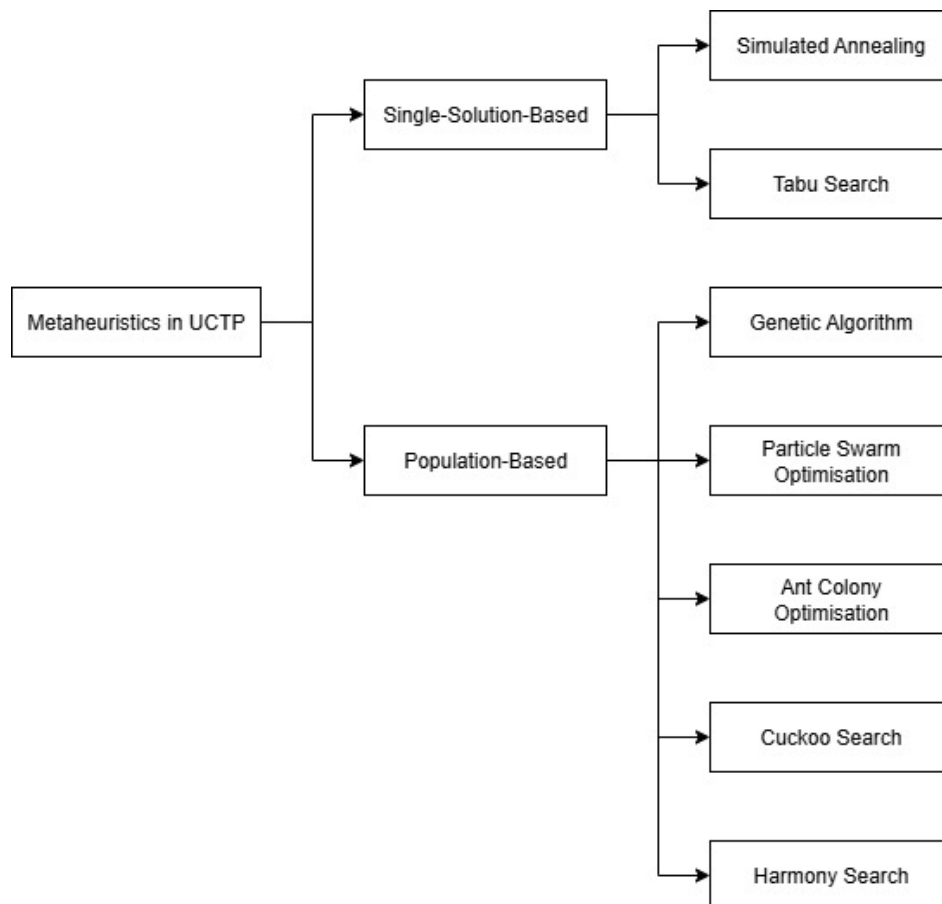 Simulated Annealing
Single-Solution-Based
Tabu Search
Metaheuristics in UCTP
Genetic Algorithm
Population-Based
Particle Swarm
Optimisation
Ant Colony
Optimisation
Cuckoo Search
Harmony Search